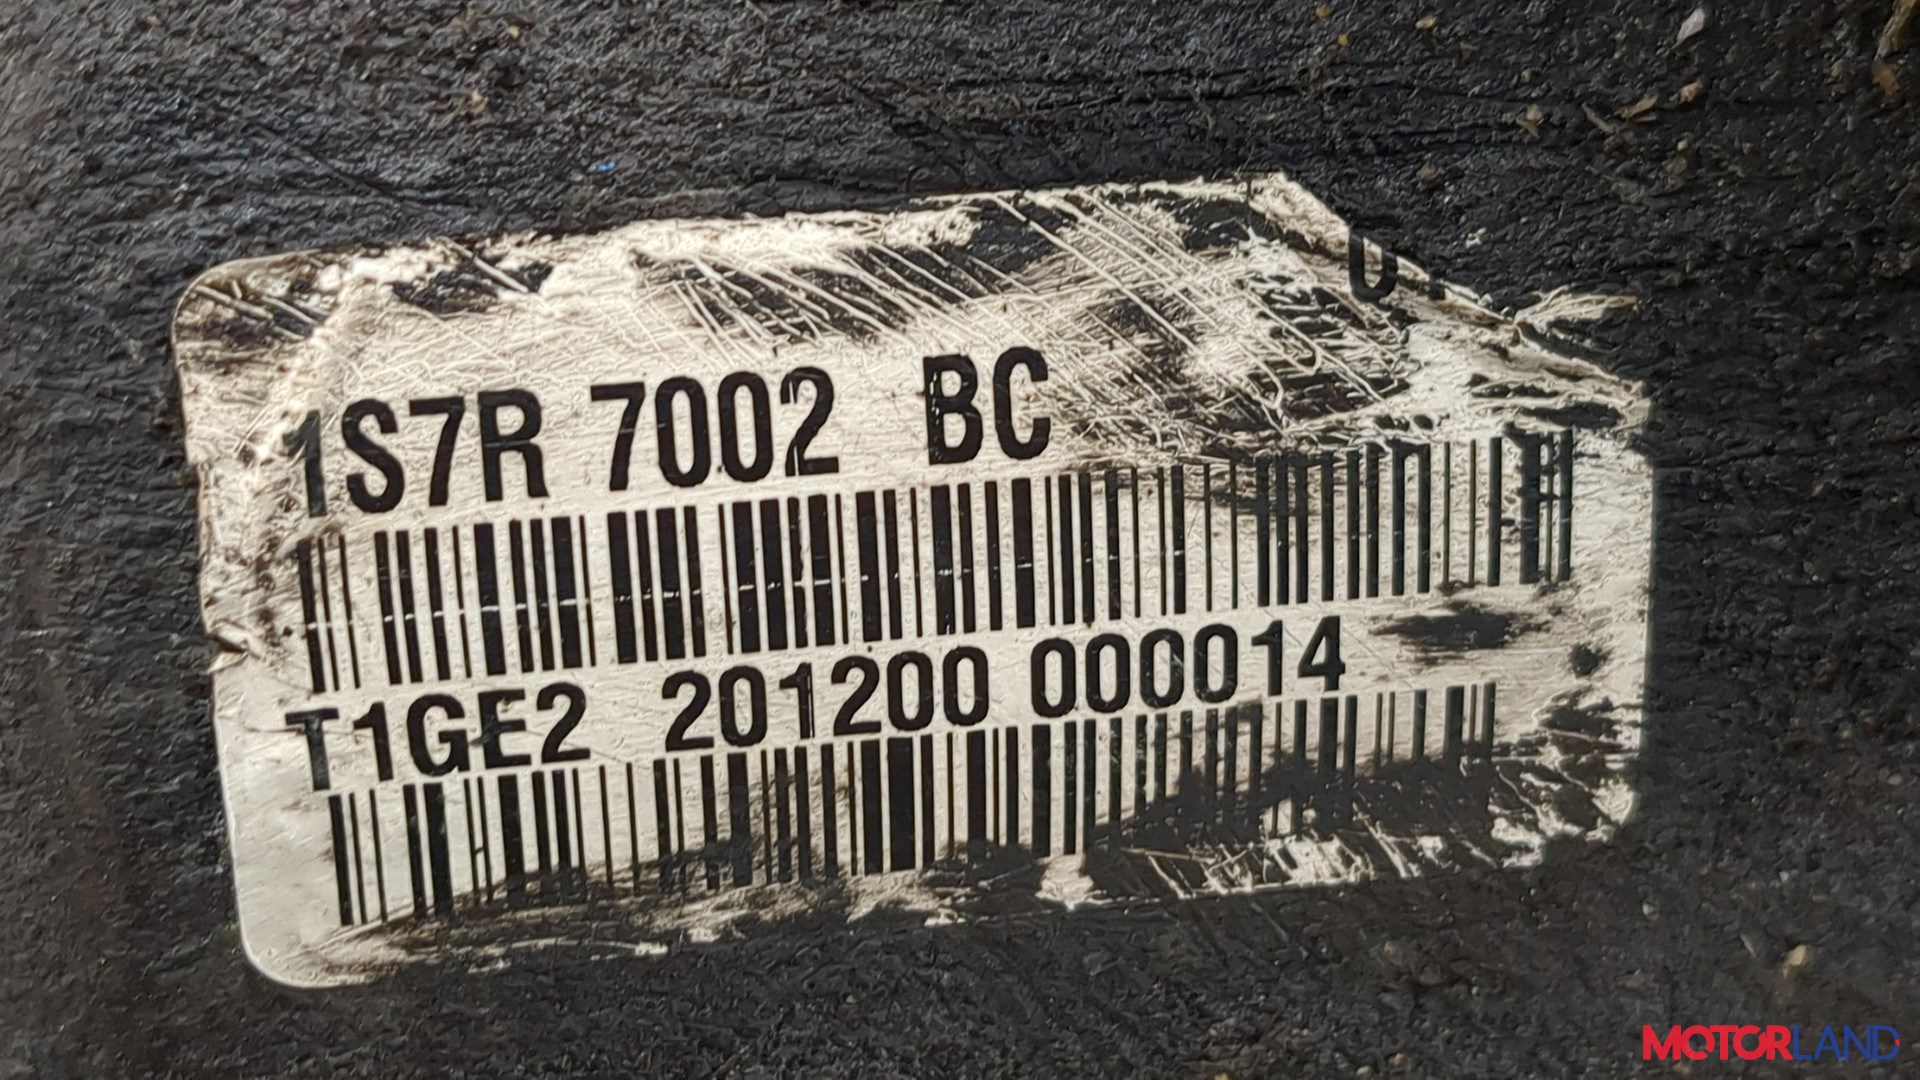 1S7R 7002 BC
T1GE2 201200 000014
MOTORLAND